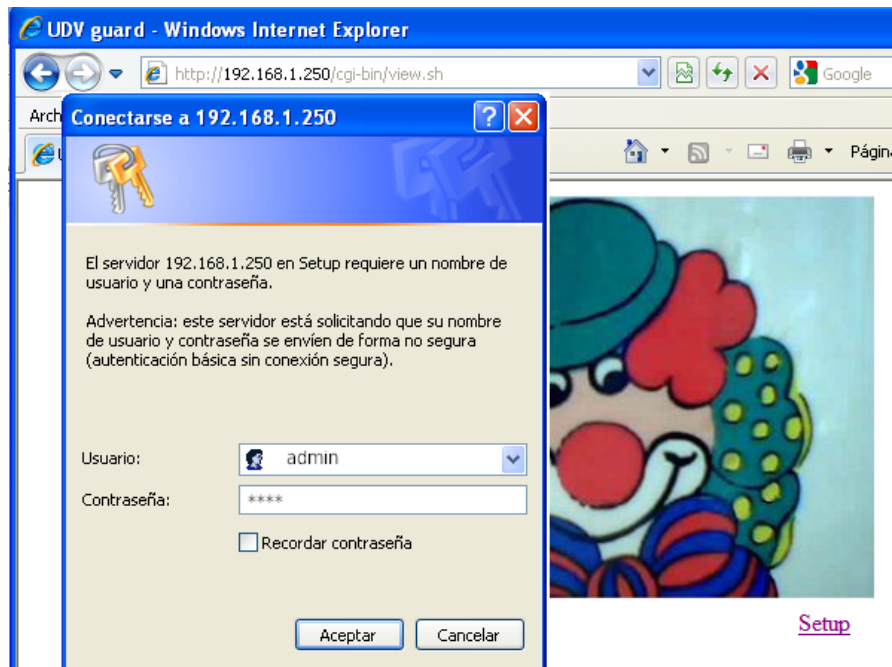 UDV guard - Windows Internet Explorer
http://192.168.1.250/cgi-bin/view.sh
Google
Arch
Conectarse a 192.168.1.250
Págin
El servidor 192.168.1.250 en Setup requiere un nombre de
usuario y una contraseña.
Advertencia: este servidor está solicitando que su nombre
de usuario y contraseña se envíen de forma no segura
(autenticación básica sin conexión segura).
Usuario:
admin
Contraseña:
****
Recordar contraseña
Aceptar
Cancelar
Setup